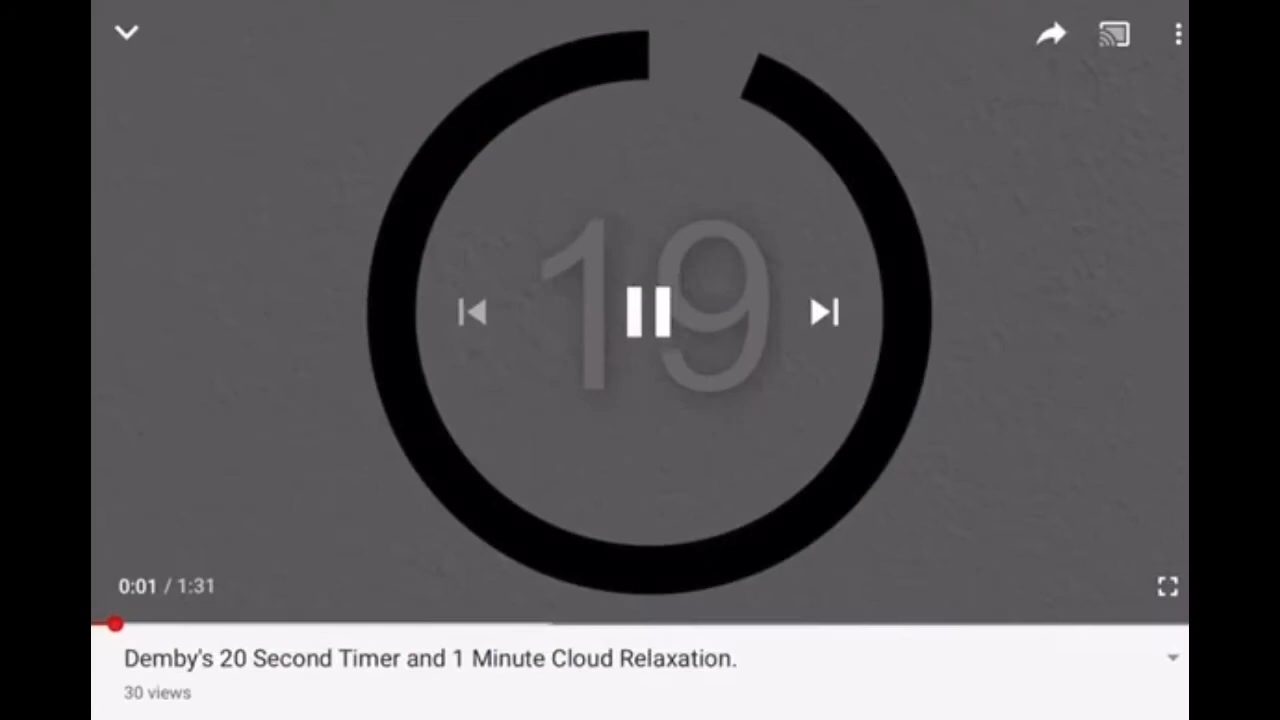 19
0:01 / 1:31
Demby's 20 Second Timer and 1 Minute Cloud Relaxation.
30 views